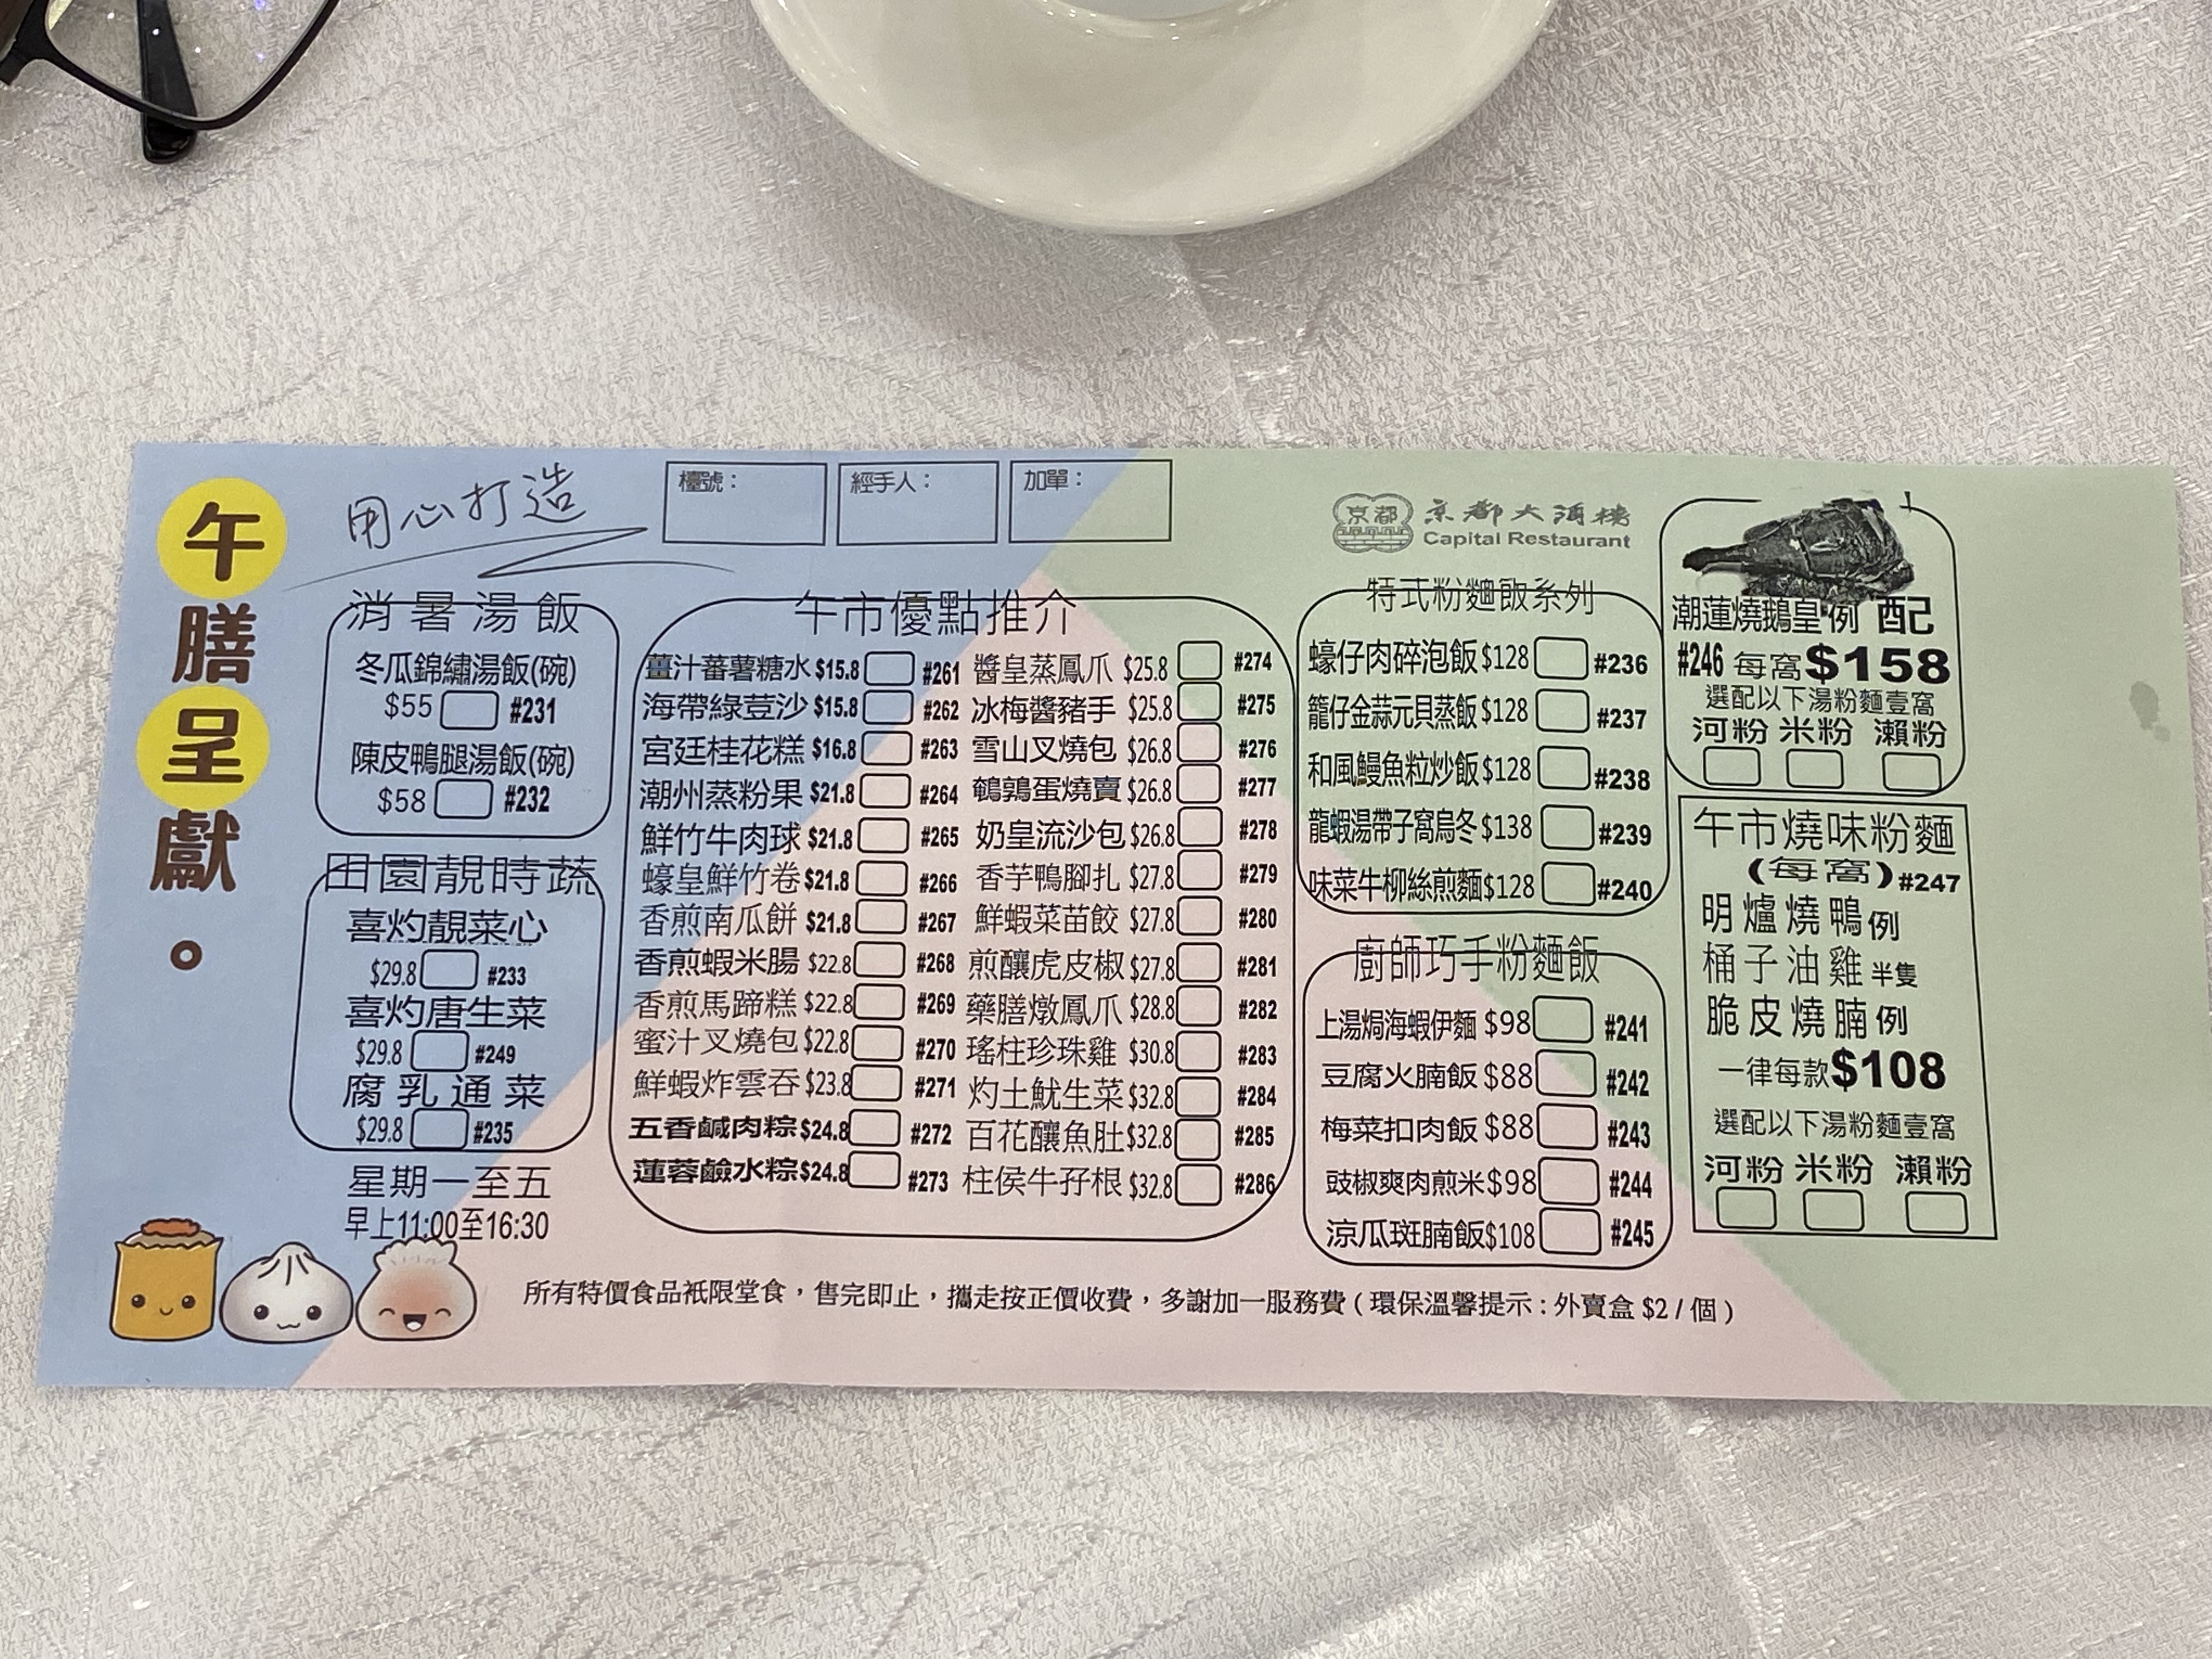 午膳呈獻。
用心打造
檯號：
經手人：
加單：
消暑湯飯
冬瓜錦繡湯飯(碗)
$55 #231
陳皮鴨腿湯飯(碗)
$58 #232
田園靚時蔬
喜灼靚菜心
$29.8 #233
喜灼唐生菜
$29.8 #249
腐乳通菜
$29.8 #235
星期一至五
早上11:00至16:30
午市優點推介
薑汁蕃薯糖水 $15.8 #261
海帶綠荳沙 $15.8 #262
宮廷桂花糕 $16.8 #263
潮州蒸粉果 $21.8 #264
鮮竹牛肉球 $21.8 #265
蠔皇鮮竹卷 $21.8 #266
香煎南瓜餅 $21.8 #267
香煎蝦米腸 $22.8 #268
香煎馬蹄糕 $22.8 #269
蜜汁叉燒包 $22.8 #270
鮮蝦炸雲吞 $23.8 #271
五香鹹肉粽 $24.8 #272
蓮蓉鹼水粽 $24.8 #273
醬皇蒸鳳爪 $25.8 #274
冰梅醬豬手 $25.8 #275
雪山叉燒包 $26.8 #276
鵪鶉蛋燒賣 $26.8 #277
奶皇流沙包 $26.8 #278
香芋鴨腳扎 $27.8 #279
鮮蝦菜苗餃 $27.8 #280
煎釀虎皮椒 $27.8 #281
藥膳燉鳳爪 $28.8 #282
瑤柱珍珠雞 $30.8 #283
灼土魷生菜 $32.8 #284
百花釀魚肚 $32.8 #285
柱侯牛孖根 $32.8 #286
京都
京都大酒樓
Capital Restaurant
特式粉麵飯系列
蠔仔肉碎泡飯 $128 #236
籠仔金蒜元貝蒸飯 $128 #237
和風鰻魚粒炒飯 $128 #238
龍蝦湯帶子窩烏冬 $138 #239
味菜牛柳絲煎麵 $128 #240
廚師巧手粉麵飯
上湯焗海蝦伊麵 $98 #241
豆腐火腩飯 $88 #242
梅菜扣肉飯 $88 #243
豉椒爽肉煎米 $98 #244
涼瓜斑腩飯 $108 #245
潮蓮燒鵝皇 例 配
#246 每窩 $158
選配以下湯粉麵壹窩
河粉 米粉 瀨粉
午市燒味粉麵
(每窩) #247
明爐燒鴨 例
桶子油雞 半隻
脆皮燒腩 例
一律每款 $108
選配以下湯粉麵壹窩
河粉 米粉 瀨粉
所有特價食品衹限堂食，售完即止，攜走按正價收費，多謝加一服務費 ( 環保溫馨提示 : 外賣盒 $2 / 個 )